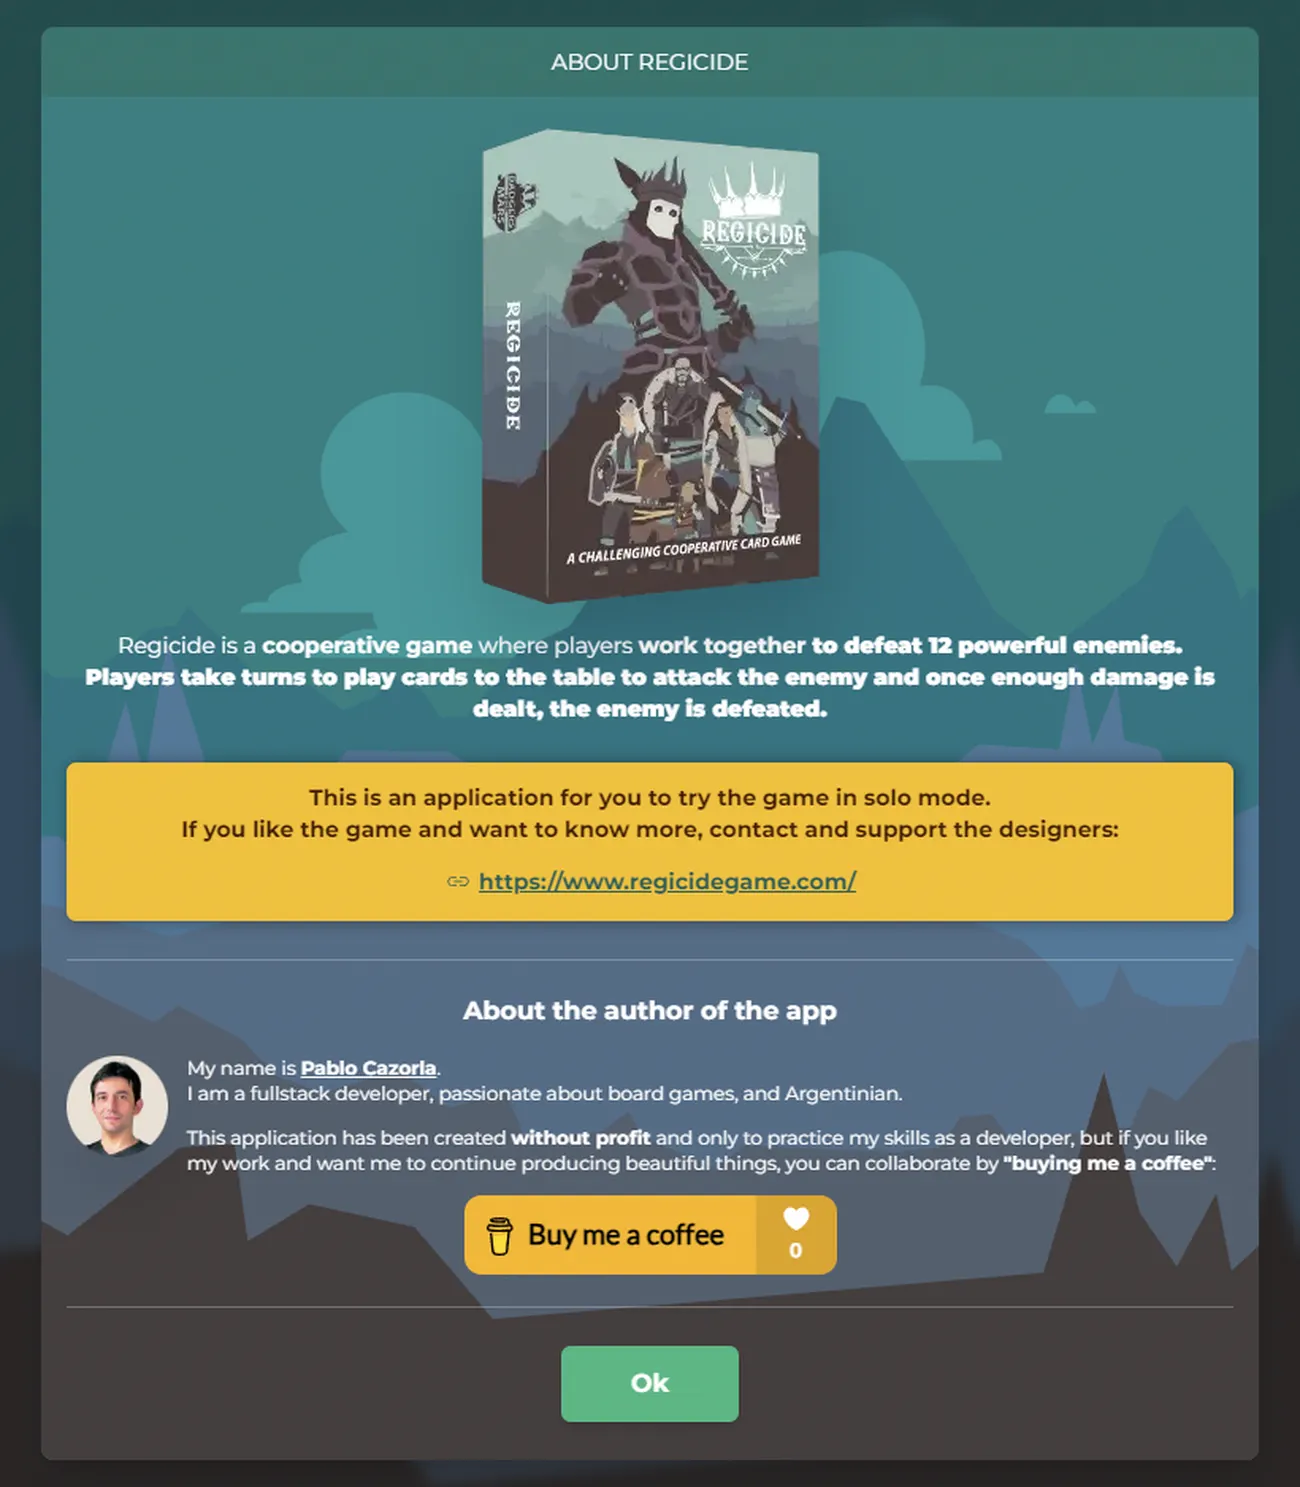 ABOUT REGICIDE
BADGERS
FROM
MARS
REGICIDE
REGICIDE
A CHALLENGING COOPERATIVE CARD GAME
Regicide is a cooperative game where players work together to defeat 12 powerful enemies.
Players take turns to play cards to the table to attack the enemy and once enough damage is
dealt, the enemy is defeated.
This is an application for you to try the game in solo mode.
If you like the game and want to know more, contact and support the designers:
https://www.regicidegame.com/
About the author of the app
My name is Pablo Cazorla.
I am a fullstack developer, passionate about board games, and Argentinian.
This application has been created without profit and only to practice my skills as a developer, but if you like
my work and want me to continue producing beautiful things, you can collaborate by "buying me a coffee":
Buy me a coffee
0
Ok